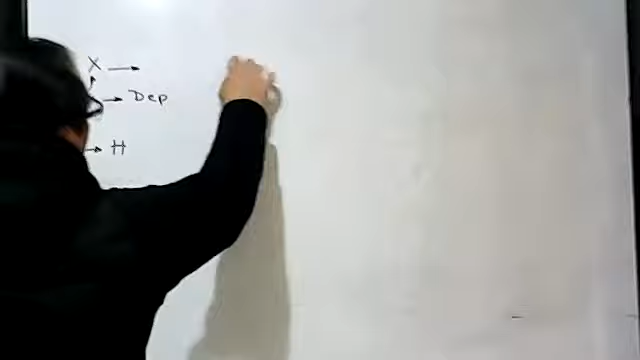 X →
→ Dep
→ H